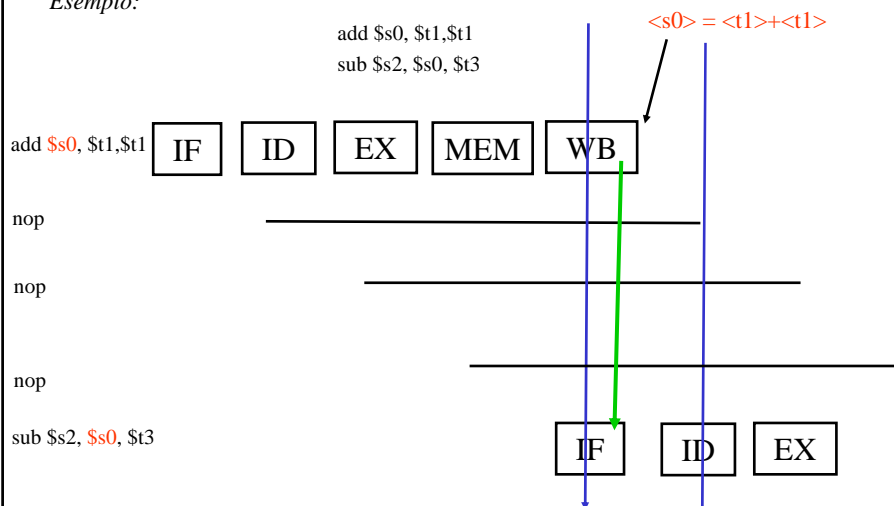 Esempio:
<s0> = <t1>+<t1>
add $s0, $t1,$t1
sub $s2, $s0, $t3
add $s0, $t1,$t1 IF ID EX MEM WB
nop
nop
nop
sub $s2, $s0, $t3 IF ID EX